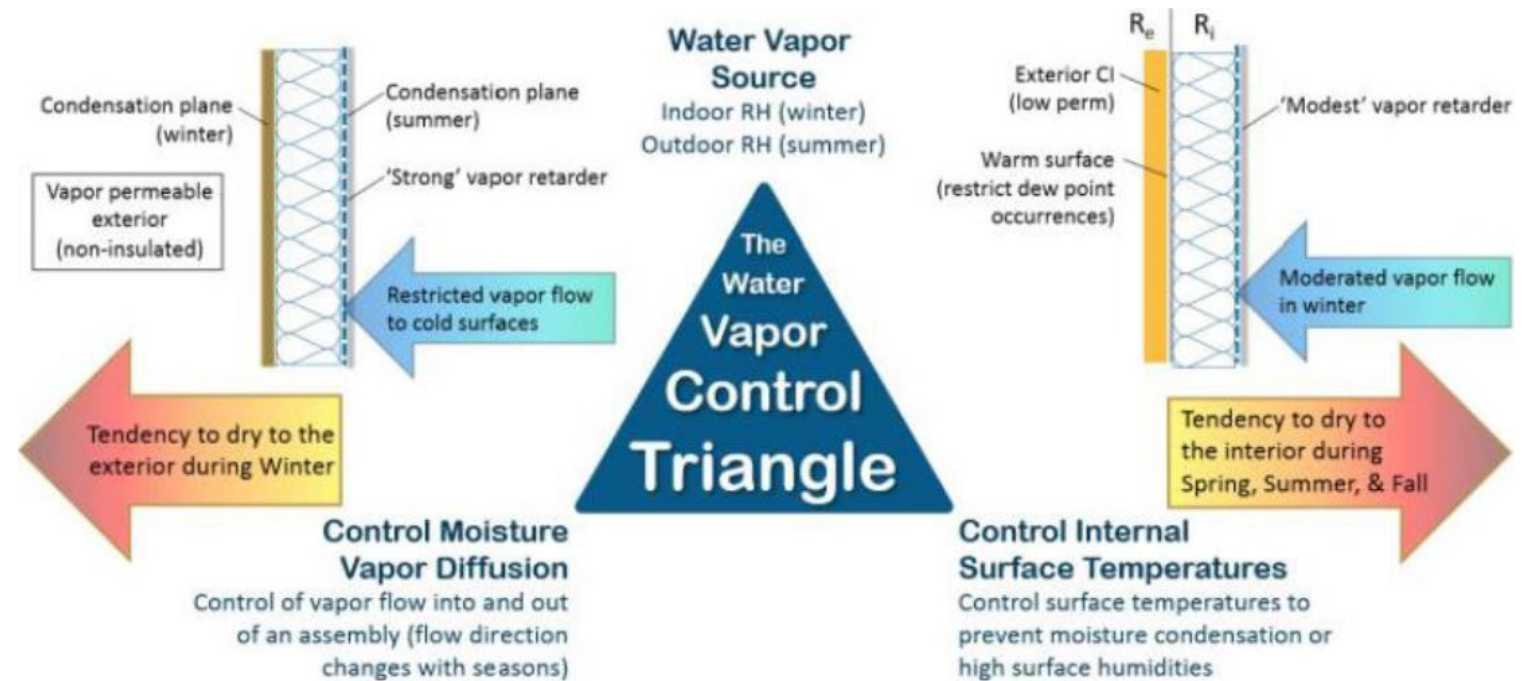 Water Vapor
Source
Indoor RH (winter)
Outdoor RH (summer)
Condensation plane
(winter)
Vapor permeable
exterior
(non-insulated)
Condensation plane
(summer)
'Strong' vapor retarder
Restricted vapor flow
to cold surfaces
Tendency to dry to the
exterior during Winter
Control Moisture
Vapor Diffusion
Control of vapor flow into and out
of an assembly (flow direction
changes with seasons)
The
Water
Vapor
Control
Triangle
Re Ri
Exterior CI
(low perm)
Warm surface
(restrict dew point
occurrences)
'Modest' vapor retarder
Moderated vapor flow
in winter
Tendency to dry to
the interior during
Spring, Summer, & Fall
Control Internal
Surface Temperatures
Control surface temperatures to
prevent moisture condensation or
high surface humidities